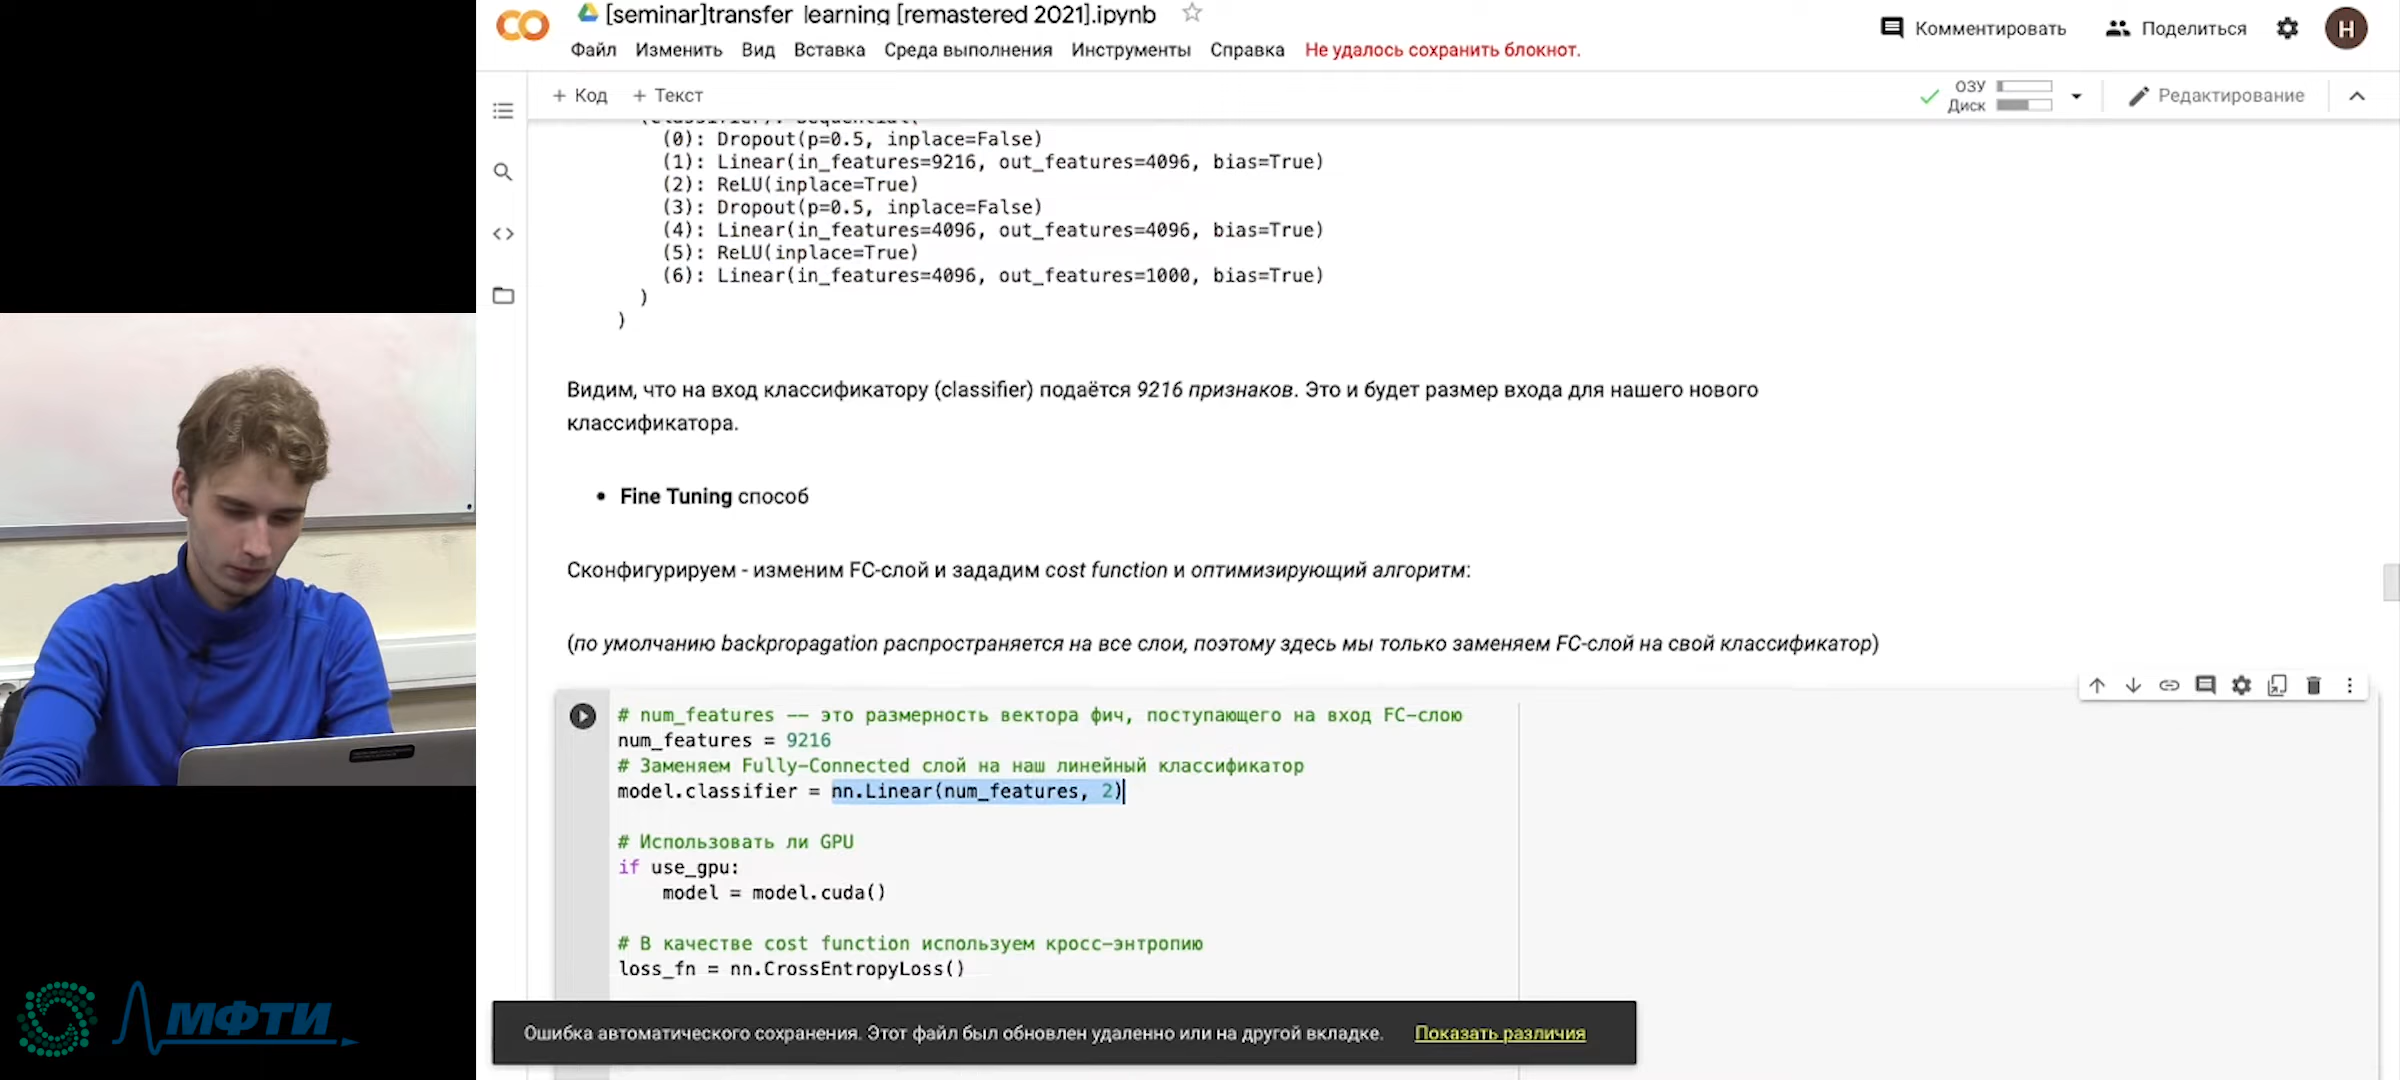 [seminar]transfer_learning [remastered 2021].ipynb
Файл Изменить Вид Вставка Среда выполнения Инструменты Справка Не удалось сохранить блокнот.
Комментировать Поделиться Н
+ Код + Текст
ОЗУ
Диск
Редактирование
(classifier): Sequential(
(0): Dropout(p=0.5, inplace=False)
(1): Linear(in_features=9216, out_features=4096, bias=True)
(2): ReLU(inplace=True)
(3): Dropout(p=0.5, inplace=False)
(4): Linear(in_features=4096, out_features=4096, bias=True)
(5): ReLU(inplace=True)
(6): Linear(in_features=4096, out_features=1000, bias=True)
)
)
Видим, что на вход классификатору (classifier) подаётся 9216 признаков. Это и будет размер входа для нашего нового
классификатора.
• Fine Tuning способ
Сконфигурируем - изменим FC-слой и зададим cost function и оптимизирующий алгоритм:
(по умолчанию backpropagation распространяется на все слои, поэтому здесь мы только заменяем FC-слой на свой классификатор)
# num_features -- это размерность вектора фич, поступающего на вход FC-слою
num_features = 9216
# Заменяем Fully-Connected слой на наш линейный классификатор
model.classifier = nn.Linear(num_features, 2)
# Использовать ли GPU
if use_gpu:
model = model.cuda()
# В качестве cost function используем кросс-энтропию
loss_fn = nn.CrossEntropyLoss()
Ошибка автоматического сохранения. Этот файл был обновлен удаленно или на другой вкладке. Показать различия
МФТИ